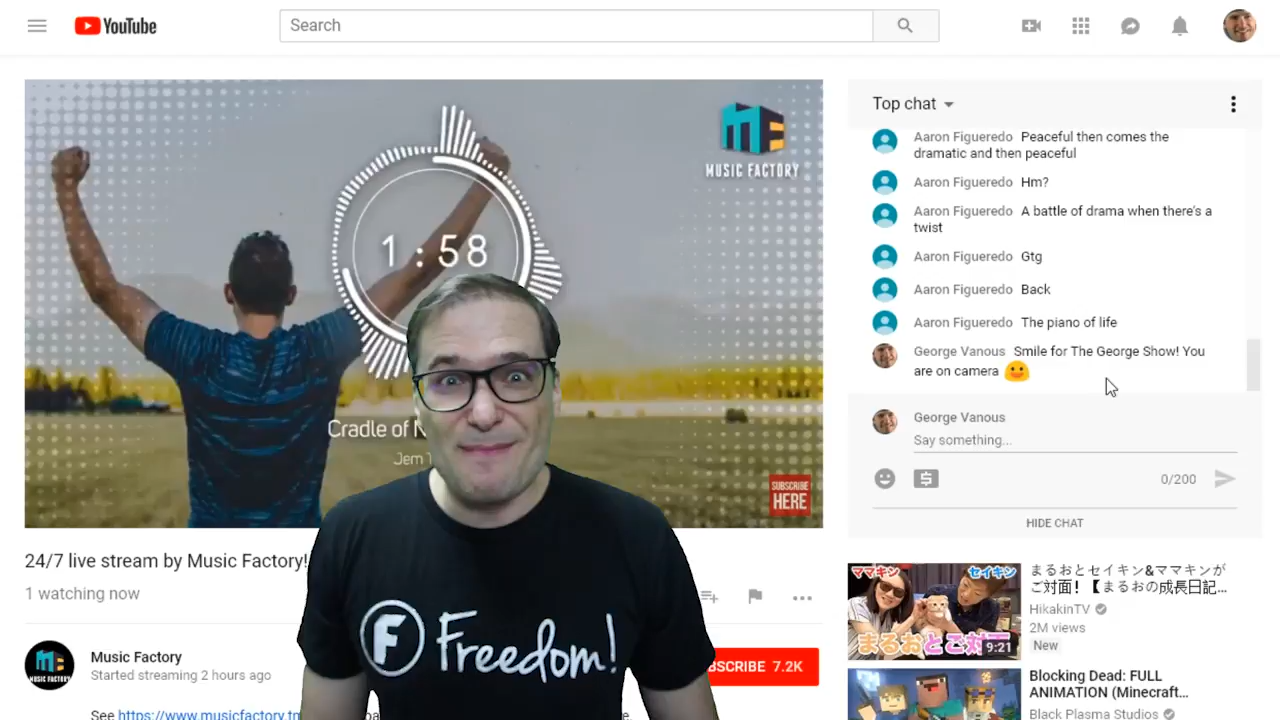 YouTube
Search
MUSIC FACTORY
1:58
Cradle of
Jem
SUBSCRIBE
HERE
24/7 live stream by Music Factory!
1 watching now
Music Factory
Started streaming 2 hours ago
SCRIBE 7.2K
MUSIC FACTORY
See https://www.musicfactory.tm
F Freedom!
Top chat
Aaron Figueredo Peaceful then comes the
dramatic and then peaceful
Aaron Figueredo Hm?
Aaron Figueredo A battle of drama when there's a
twist
Aaron Figueredo Gtg
Aaron Figueredo Back
Aaron Figueredo The piano of life
George Vanous Smile for The George Show! You
are on camera
George Vanous
Say something...
0/200
HIDE CHAT
ママキン
セイキン
まるおとご対面
9:21
まるおとセイキン&ママキンが
ご対面！【まるおの成長日記...
HikakinTV
2M views
New
Blocking Dead: FULL
ANIMATION (Minecraft...
Black Plasma Studios